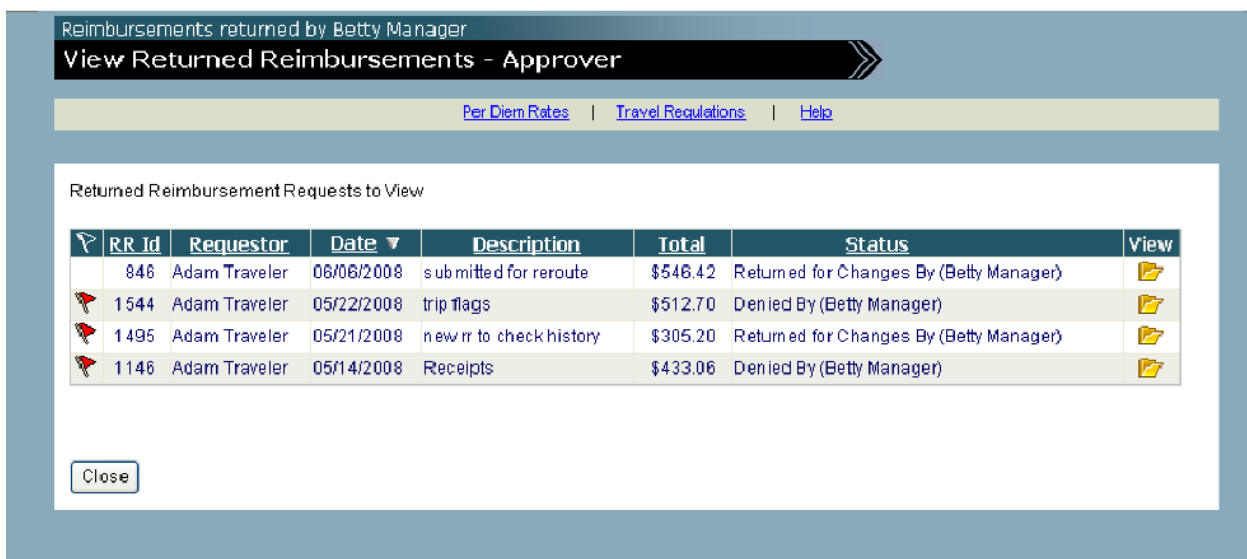 Reimbursements returned by Betty Manager
View Returned Reimbursements - Approver
Per Diem Rates | Travel Regulations | Help
Returned Reimbursement Requests to View
RR Id Requestor Date Description Total Status View
846 Adam Traveler 06/06/2008 submitted for reroute $546.42 Returned for Changes By (Betty Manager)
1544 Adam Traveler 05/22/2008 trip flags $512.70 Denied By (Betty Manager)
1495 Adam Traveler 05/21/2008 new rr to check history $305.20 Returned for Changes By (Betty Manager)
1146 Adam Traveler 05/14/2008 Receipts $433.06 Denied By (Betty Manager)
Close